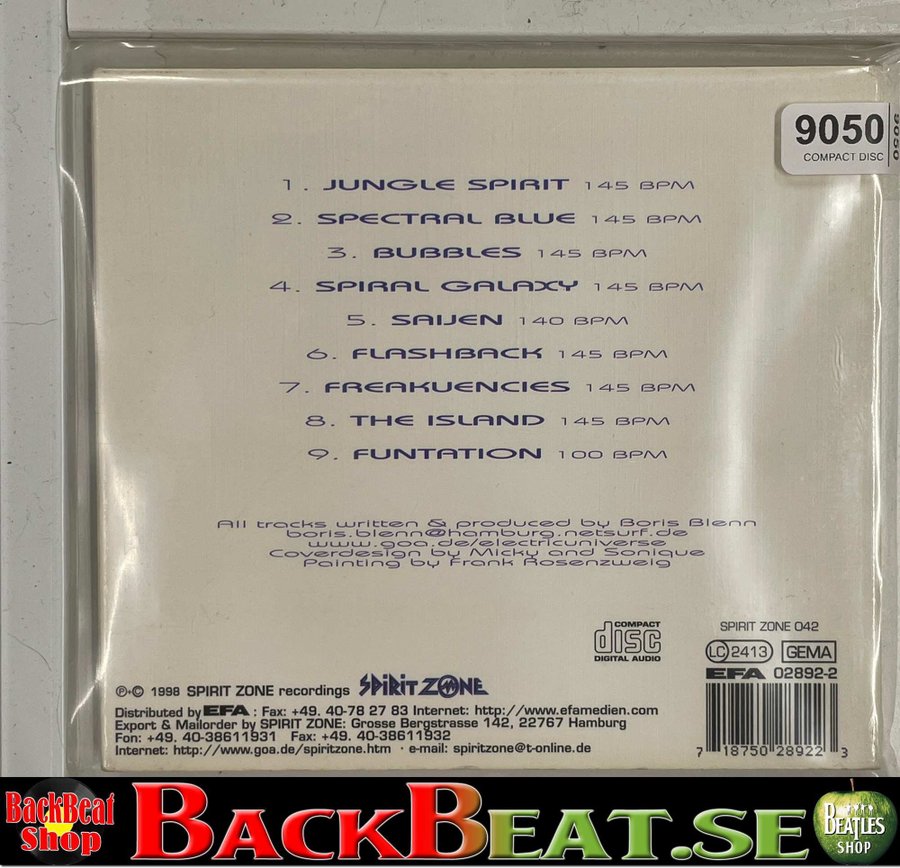 9050
COMPACT DISC
9050
1. JUNGLE SPIRIT 145 BPM
2. SPECTRAL BLUE 145 BPM
3. BUBBLES 145 BPM
4. SPIRAL GALAXY 145 BPM
5. SAIJEN 140 BPM
6. FLASHBACK 145 BPM
7. FREAKUENCIES 145 BPM
8. THE ISLAND 145 BPM
9. FUNTATION 100 BPM
All tracks written & produced by Boris Blenn
boris.blenn@hamburg.netsurf.de
www.goa.de/electricuniverse
Coverdesign by Micky and Sonique
Painting by Frank Rosenzweig
COMPACT
disc
DIGITAL AUDIO
SPIRIT ZONE 042
LC 2413 GEMA
EFA 02892-2
℗+© 1998 SPIRIT ZONE recordings SPIRIT ZONE
Distributed by EFA : Fax: +49. 40-78 27 83 Internet: http://www.efamedien.com
Export & Mailorder by SPIRIT ZONE: Grosse Bergstrasse 142, 22767 Hamburg
Fon: +49. 40-38611931 Fax: +49. 40-38611932
Internet: http://www.goa.de/spiritzone.htm · e-mail: spiritzone@t-online.de
7 18750 28922 3
BackBeat
Shop
BACKBEAT.SE
BEATLES
SHOP